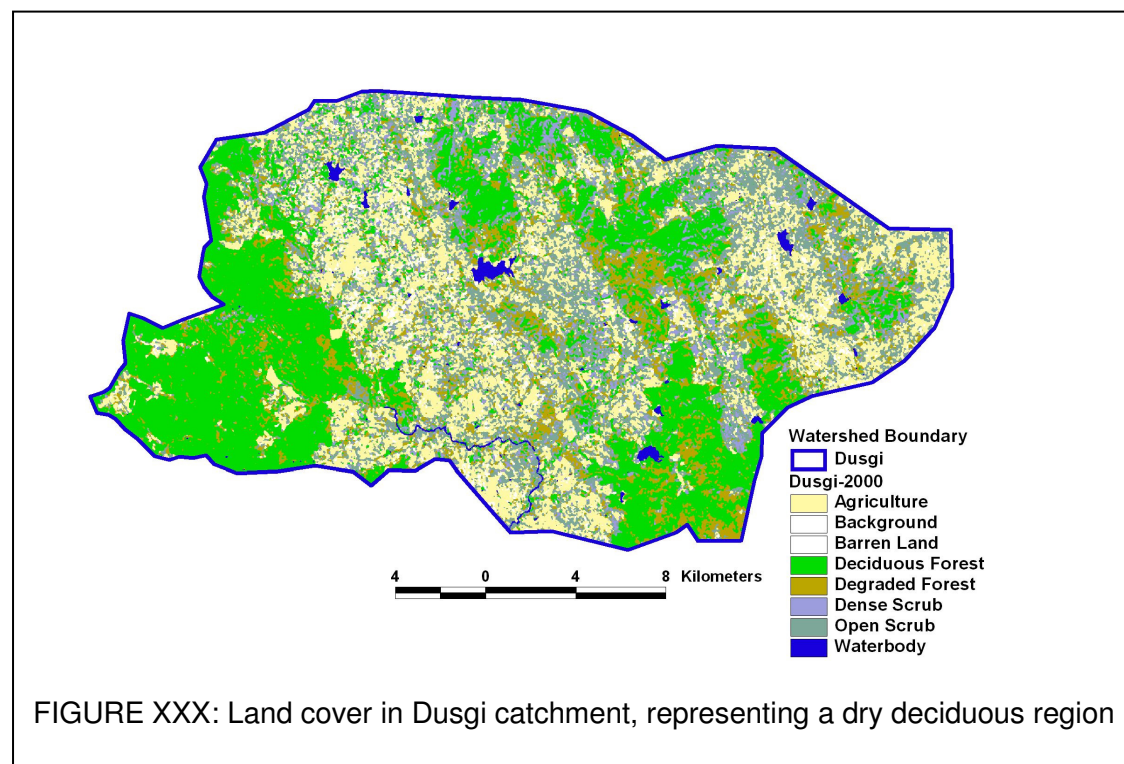 Watershed Boundary
Dusgi
Dusgi-2000
Agriculture
Background
Barren Land
Deciduous Forest
Degraded Forest
Dense Scrub
Open Scrub
Waterbody
4 0 4 8 Kilometers
FIGURE XXX: Land cover in Dusgi catchment, representing a dry deciduous region